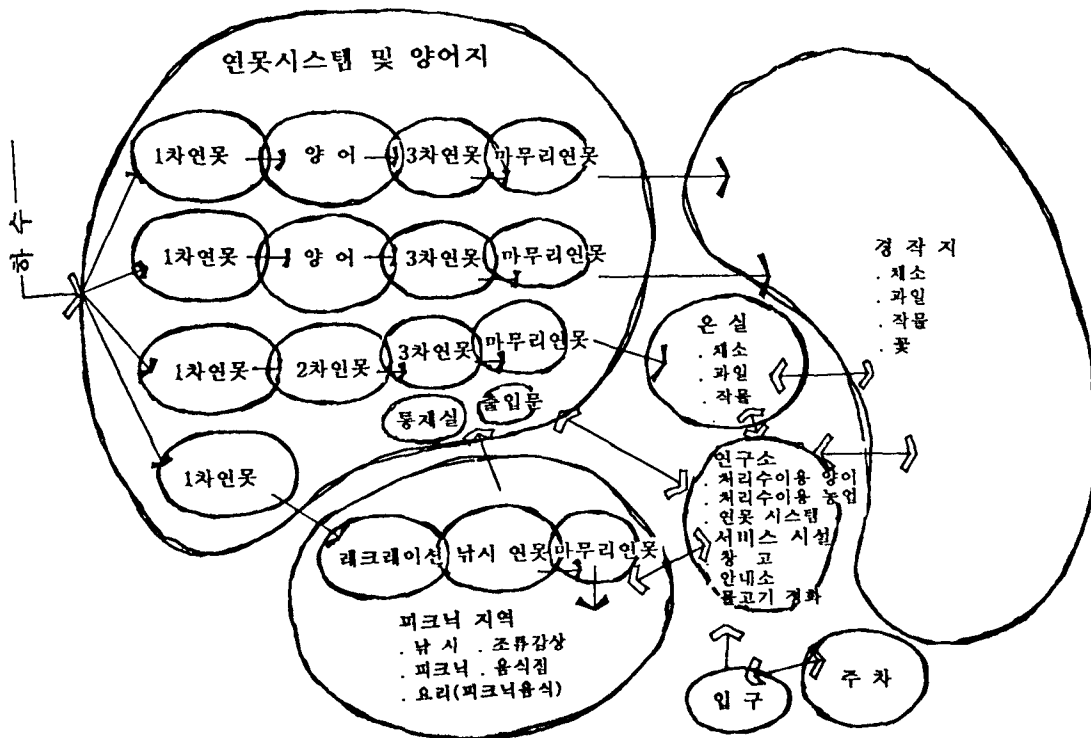 연못시스템 및 양어지
하수
1차연못 양어 3차연못 마무리연못
1차연못 양어 3차연못 마무리연못
1차연못 2차인못 3차연못 마무리연못
통제실 출입문
1차연못
경작지
. 채소
. 과일
. 작물
. 꽃
온실
. 채소
. 과일
. 작물
연구소
. 처리수이용 양어
. 처리수이용 농업
. 연못 시스템
서비스 시설
. 창고
안내소
물고기 정화
래크레이션 낚시 연못 마무리연못
피크닉 지역
. 낚시 . 조류감상
. 피크닉 . 음식점
. 요리(피크닉음식)
입구
주차